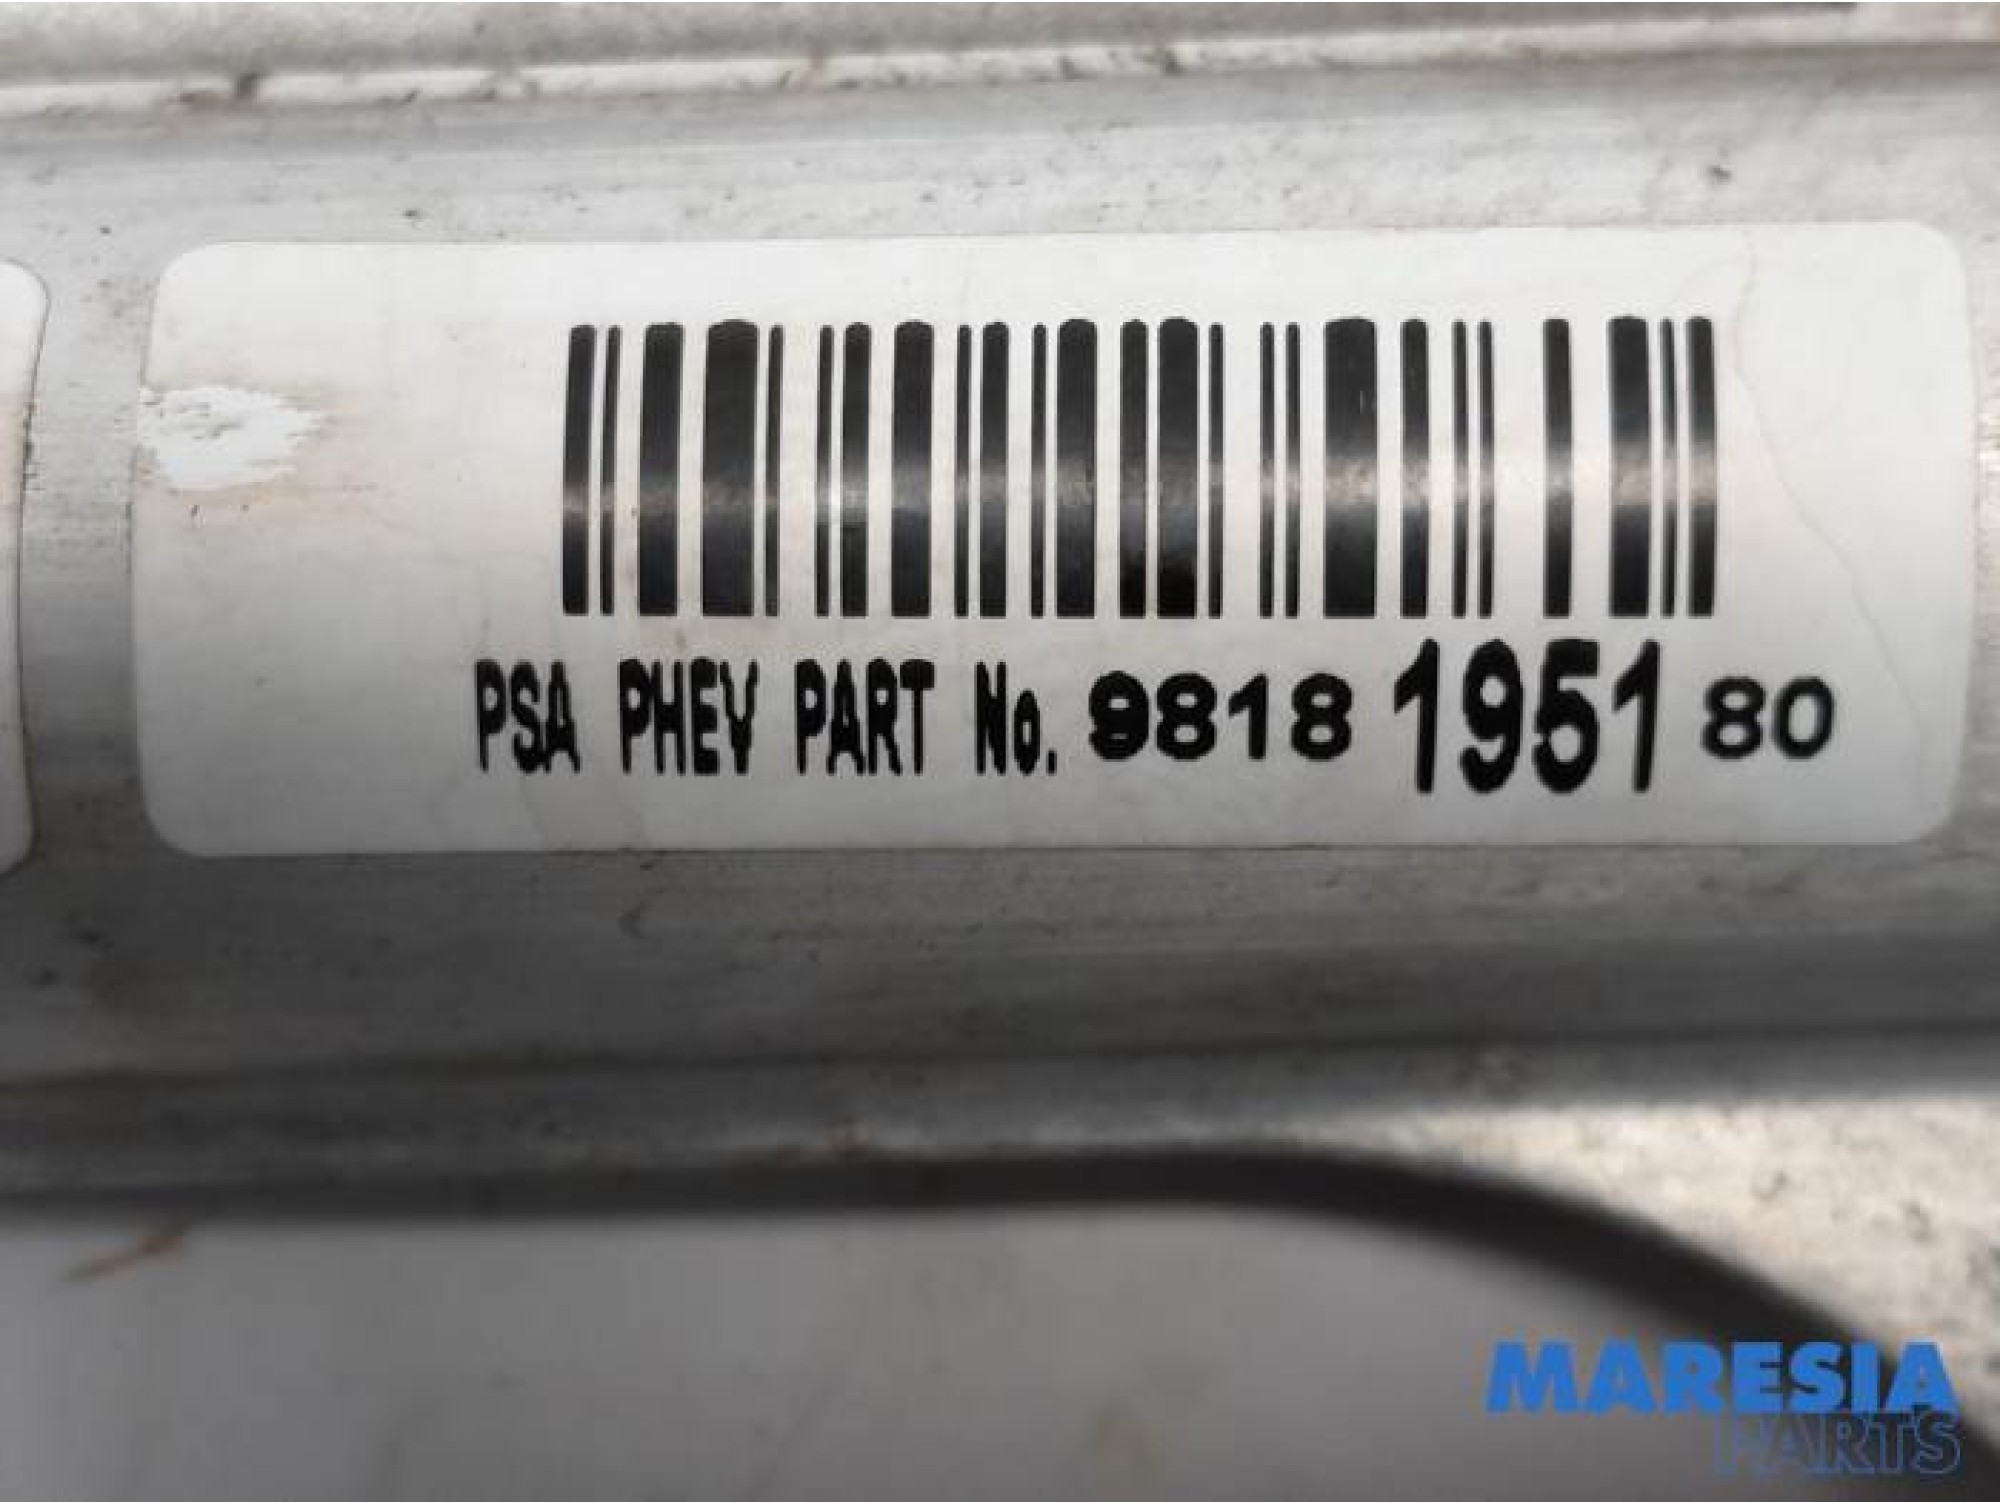 PSA PHEV PART No. 9818 1951 80
MARESIA
PARTS